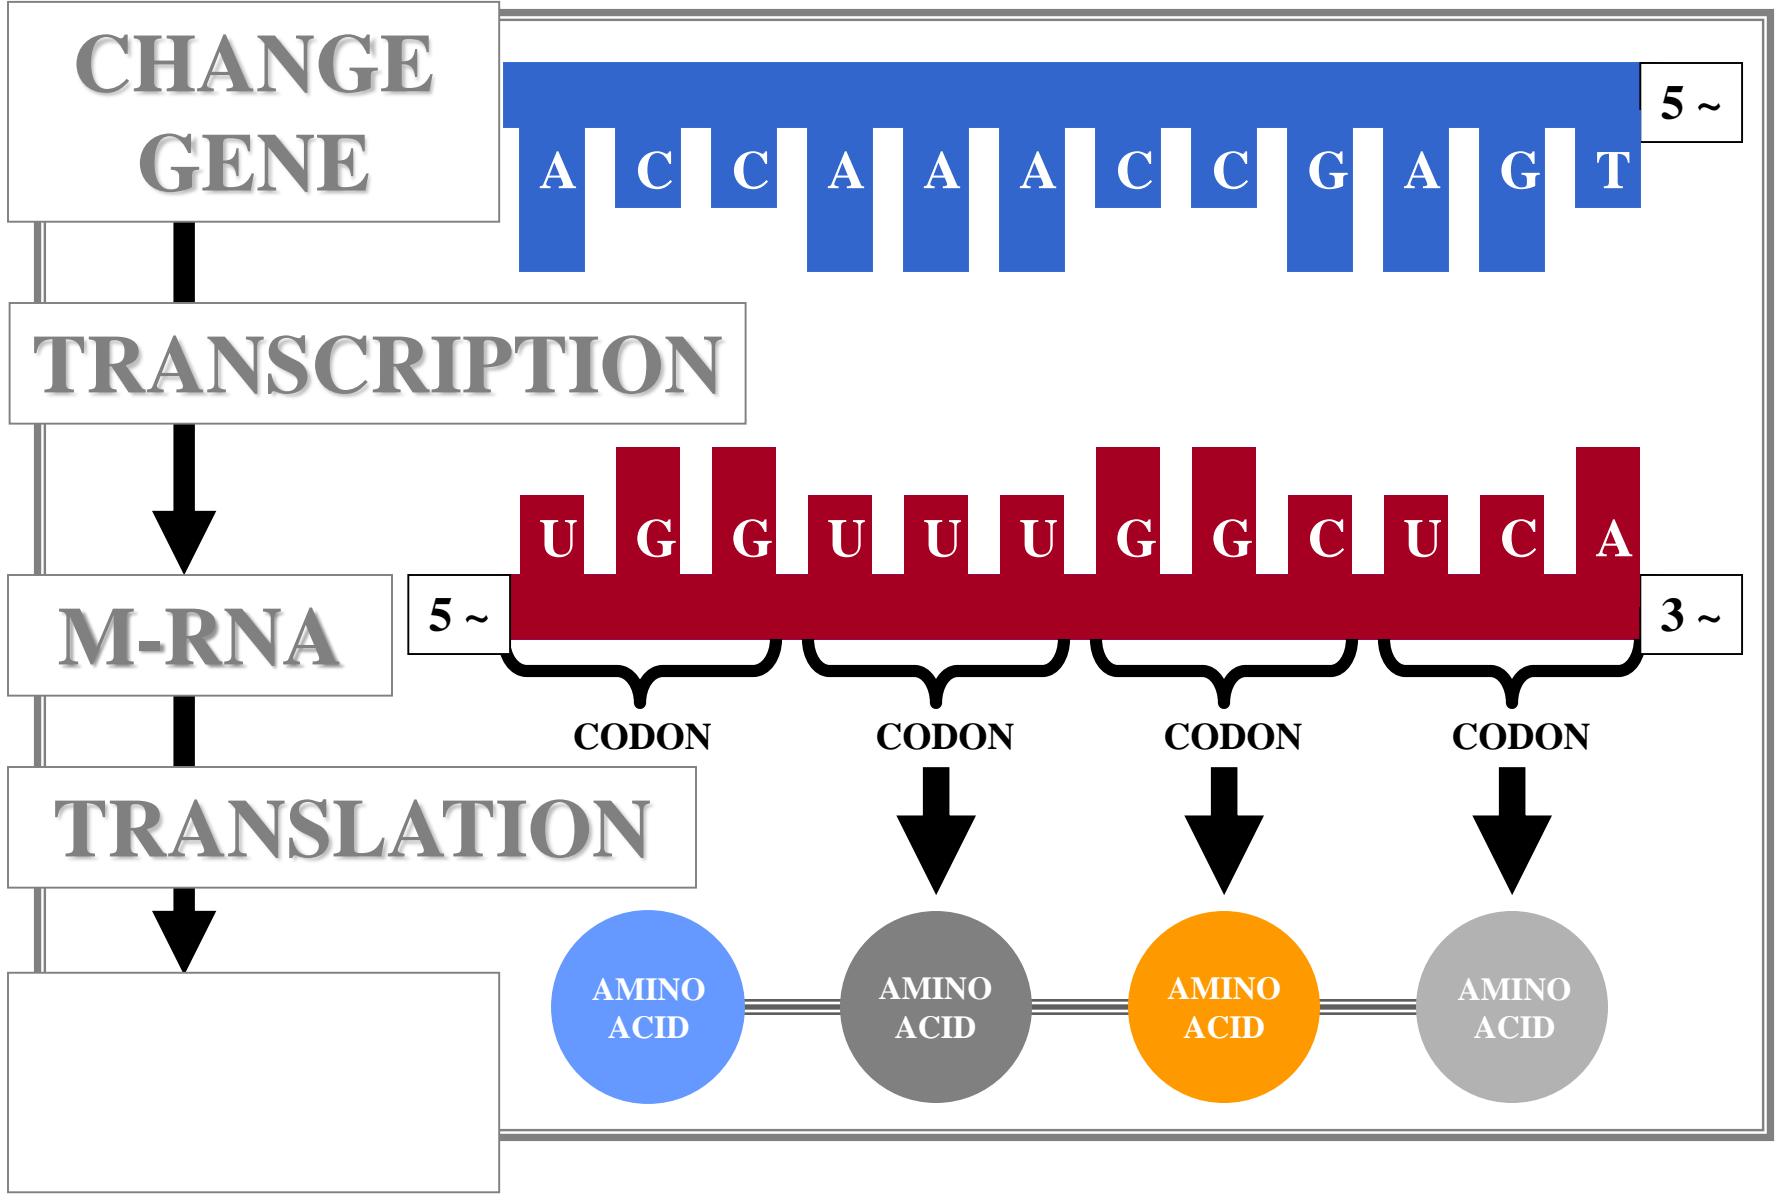 CHANGE
GENE
5 ~
A C C A A A C C G A G T
TRANSCRIPTION
U G G U U U G G C U C A
M-RNA
5 ~
3 ~
CODON CODON CODON CODON
TRANSLATION
AMINO AMINO AMINO AMINO
ACID ACID ACID ACID